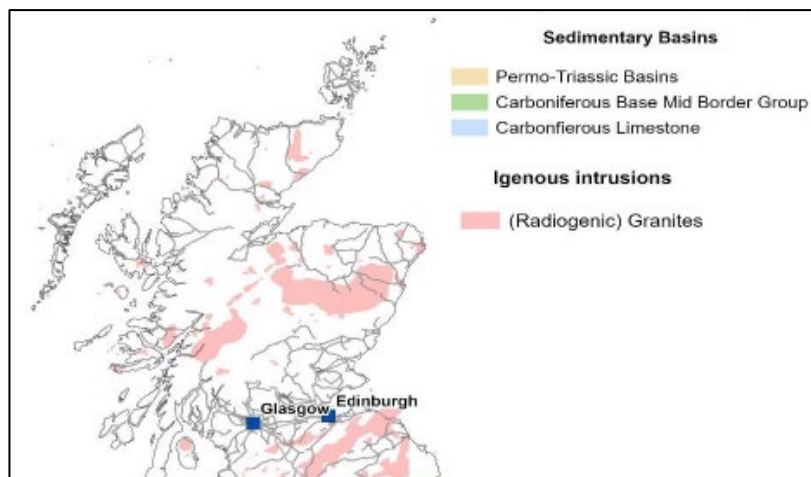 Sedimentary Basins
Permo-Triassic Basins
Carboniferous Base Mid Border Group
Carbonfierous Limestone
Igenous intrusions
(Radiogenic) Granites
Glasgow
Edinburgh